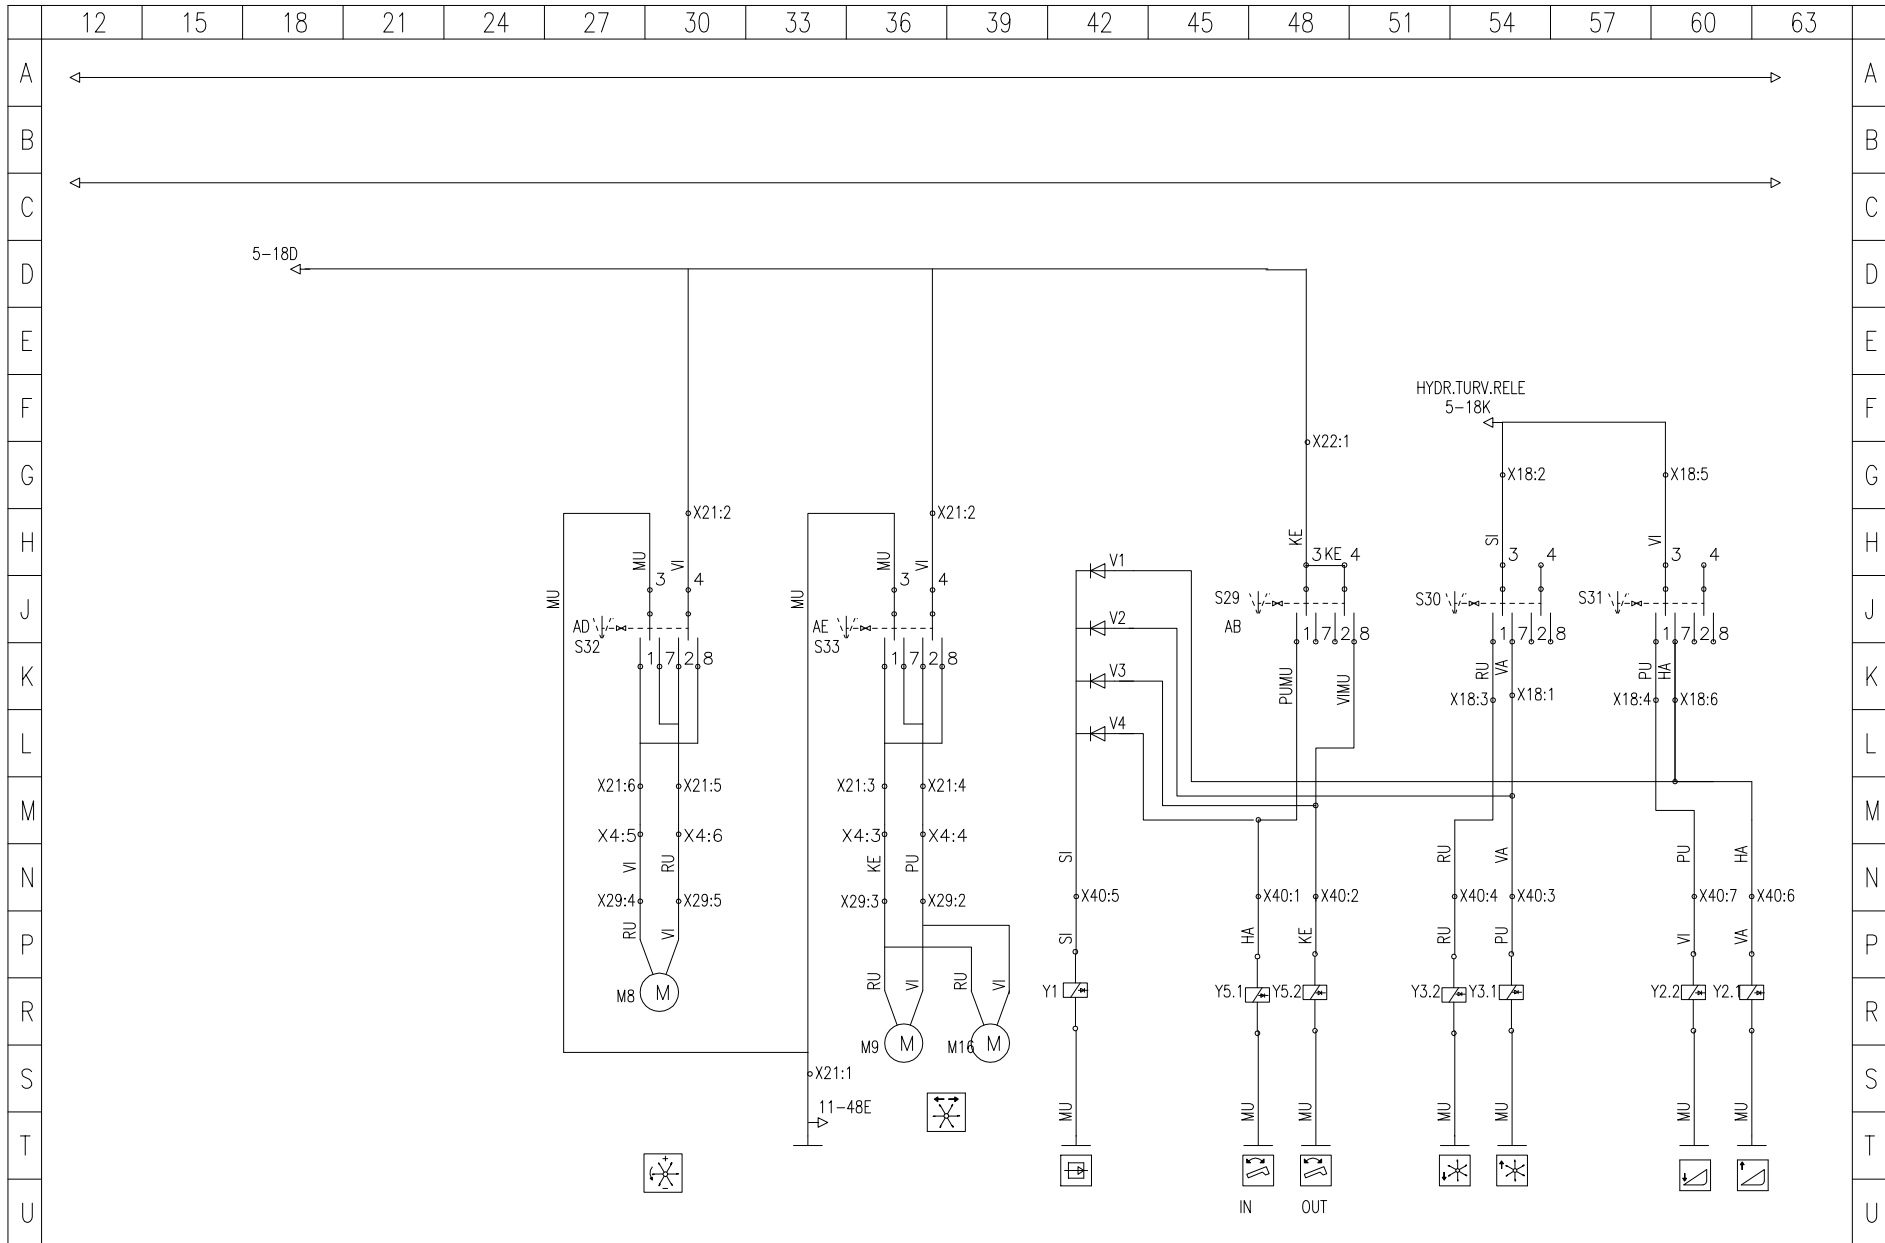 12 15 18 21 24 27 30 33 36 39 42 45 48 51 54 57 60 63
A A
B B
C C
5-18D
D D
E E
HYDR.TURV.RELE
5-18K
F F
X22:1
G X18:2 X18:5 G
X21:2 X21:2
H MU VI MU VI KE SI VI H
3 KE 4 3 4 3 4
V1
3 4 3 4
MU MU
S29 S30 S31
J V2 AB J
AD AE
S32 S33
1 7 2 8 1 7 2 8 1 7 2 8
1 7 2 8 1 7 2 8
K V3 PUMU VIMU RU VA PU HA K
X18:3 X18:1 X18:4 X18:6
V4
L L
X21:6 X21:5 X21:3 X21:4
M M
X4:5 X4:6 X4:3 X4:4
VI RU KE PU SI RU VA PU HA
N N
X29:4 X29:5 X29:3 X29:2 X40:5 X40:1 X40:2 X40:4 X40:3 X40:7 X40:6
P RU VI SI HA KE RU PU VI VA P
RU VI RU VI
M8 M Y1 Y5.1 Y5.2 Y3.2 Y3.1 Y2.2 Y2.1
R R
M9 M M16 M
S X21:1 S
11-48E
MU MU MU MU MU MU MU
T T
+
-
U IN OUT U